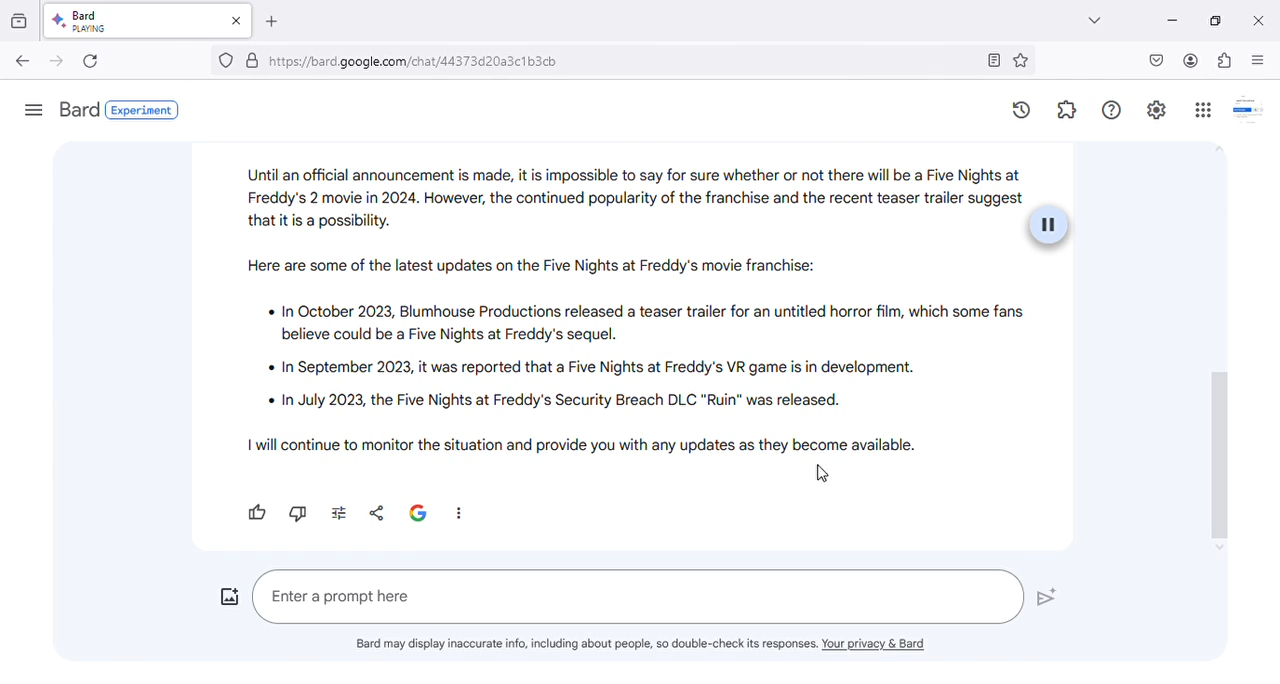 Bard
PLAYING
https://bard.google.com/chat/44373d20a3c1b3cb
Bard Experiment
Until an official announcement is made, it is impossible to say for sure whether or not there will be a Five Nights at
Freddy's 2 movie in 2024. However, the continued popularity of the franchise and the recent teaser trailer suggest
that it is a possibility.
Here are some of the latest updates on the Five Nights at Freddy's movie franchise:
• In October 2023, Blumhouse Productions released a teaser trailer for an untitled horror film, which some fans
believe could be a Five Nights at Freddy's sequel.
• In September 2023, it was reported that a Five Nights at Freddy's VR game is in development.
• In July 2023, the Five Nights at Freddy's Security Breach DLC "Ruin" was released.
I will continue to monitor the situation and provide you with any updates as they become available.
Enter a prompt here
Bard may display inaccurate info, including about people, so double-check its responses. Your privacy & Bard